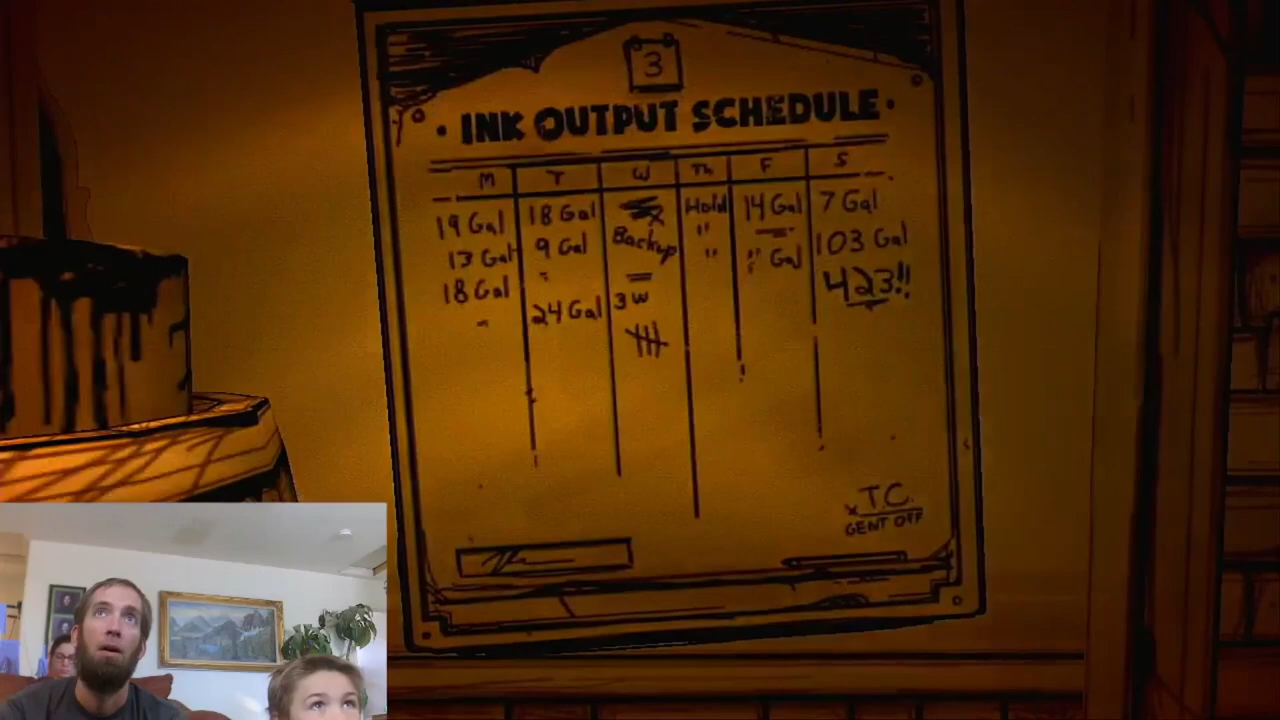 3
INK OUTPUT SCHEDULE
M T W Th F S
19 Gal 18 Gal Hold 14 Gal 7 Gal
13 Gal 9 Gal Backup " " Gal 103 Gal
18 Gal " = " 423!!
" 24 Gal 3 W
x T.C.
GENT OFF